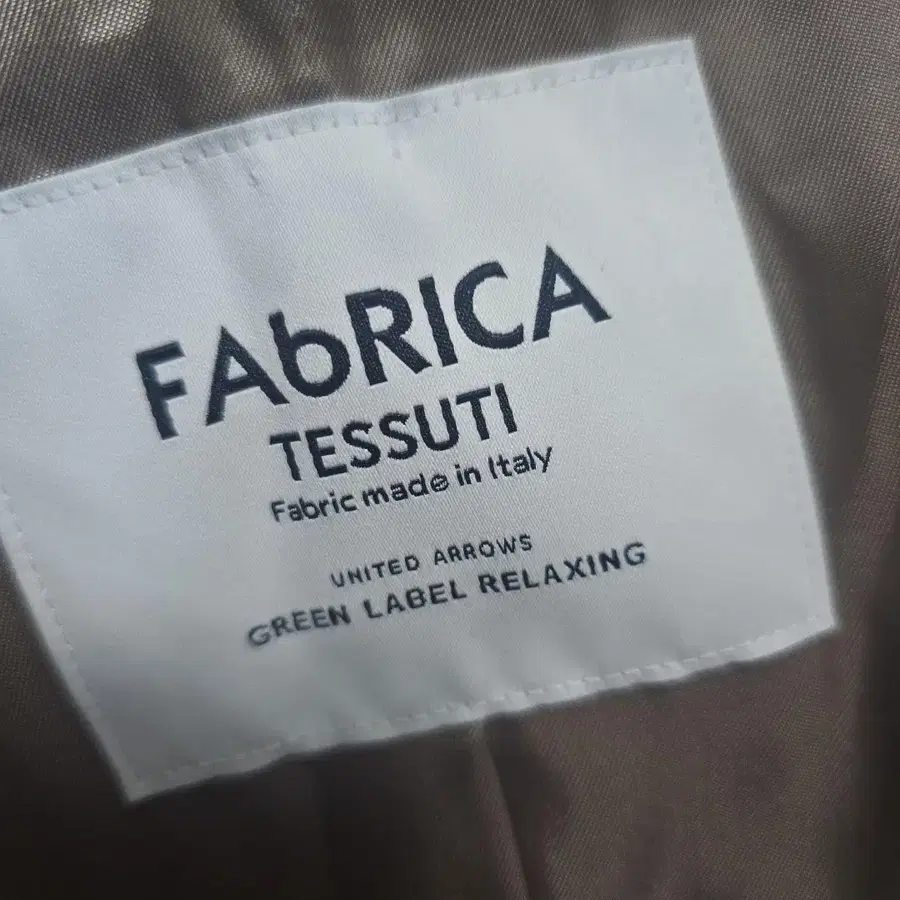 FAbRICA
TESSUTI
Fabric made in Italy
UNITED ARROWS
GREEN LABEL RELAXING